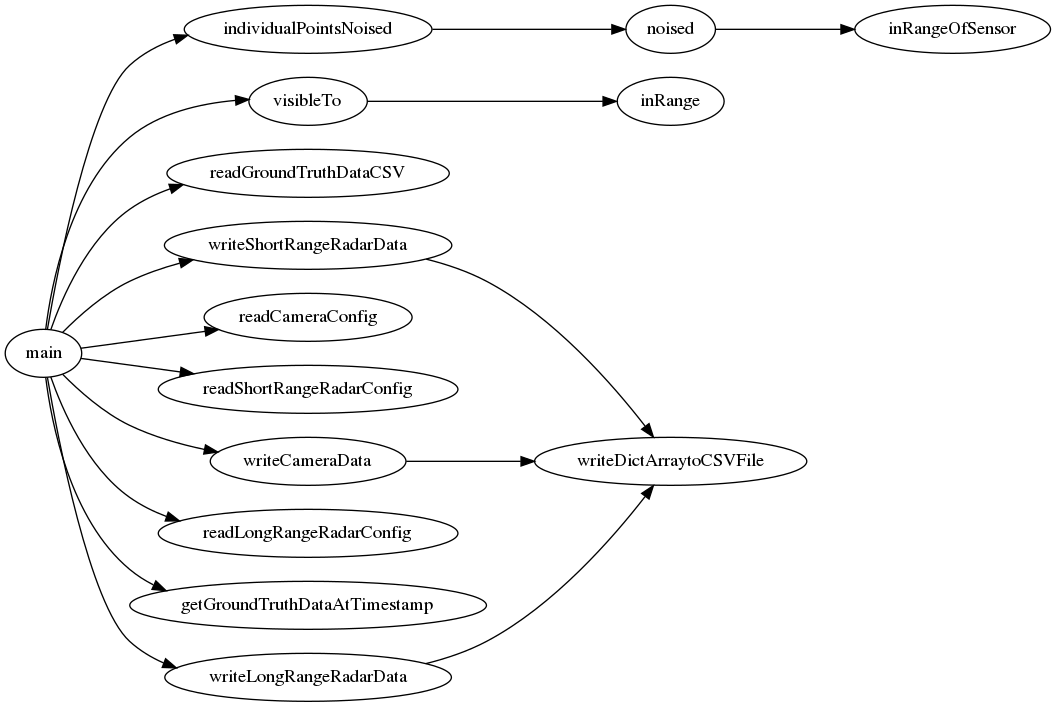 individualPointsNoised
noised
inRangeOfSensor
visibleTo
inRange
readGroundTruthDataCSV
writeShortRangeRadarData
readCameraConfig
main
readShortRangeRadarConfig
writeCameraData
writeDictArraytoCSVFile
readLongRangeRadarConfig
getGroundTruthDataAtTimestamp
writeLongRangeRadarData